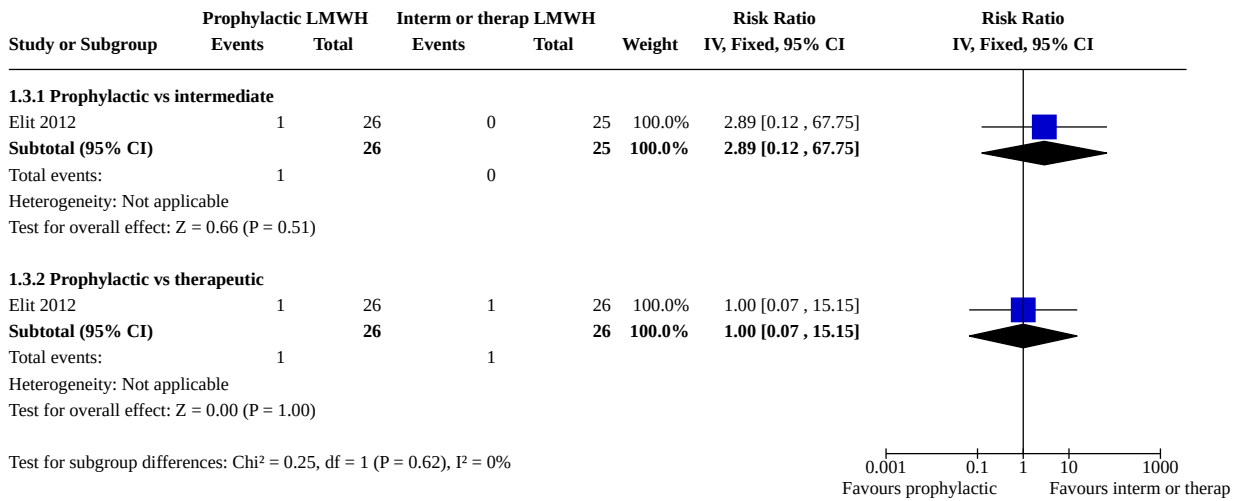 Prophylactic LMWH Interm or therap LMWH Risk Ratio Risk Ratio
Study or Subgroup Events Total Events Total Weight IV, Fixed, 95% CI IV, Fixed, 95% CI
1.3.1 Prophylactic vs intermediate
Elit 2012 1 26 0 25 100.0% 2.89 [0.12 , 67.75]
Subtotal (95% CI) 26 25 100.0% 2.89 [0.12 , 67.75]
Total events: 1 0
Heterogeneity: Not applicable
Test for overall effect: Z = 0.66 (P = 0.51)
1.3.2 Prophylactic vs therapeutic
Elit 2012 1 26 1 26 100.0% 1.00 [0.07 , 15.15]
Subtotal (95% CI) 26 26 100.0% 1.00 [0.07 , 15.15]
Total events: 1 1
Heterogeneity: Not applicable
Test for overall effect: Z = 0.00 (P = 1.00)
Test for subgroup differences: Chi² = 0.25, df = 1 (P = 0.62), I² = 0%
0.001 0.1 1 10 1000
Favours prophylactic Favours interm or therap